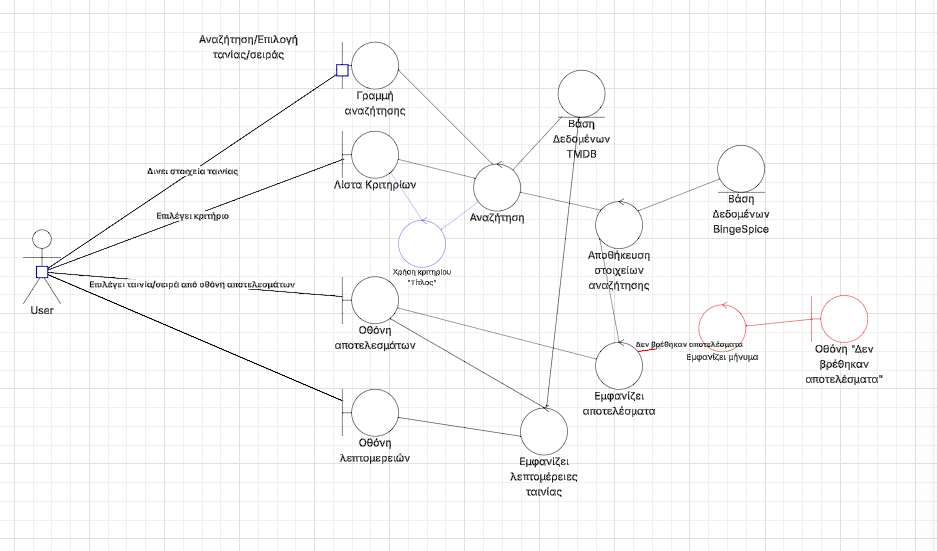 Αναζήτηση/Επιλογή
τανίας/σειράς
Γραμμή
αναζήτησης
Βάση
Δεδομένων
TMDB
Δινει στοιχεία ταινίας
Λίστα Κριτηρίων
Βάση
Δεδομένων
BingeSpice
Επιλέγει κριτήριο
Αναζήτηση
Αποθήκευση
στοιχείων
αναζήτησης
Χρήση κριτηρίου
"Τίτλος"
Επιλέγει ταινία/σειρά από οθόνη αποτελεσμάτων
User
Οθόνη
αποτελεσμάτων
Δεν βρέθηκαν αποτελέσματα
Εμφανίζει μήνυμα
Οθόνη "Δεν
βρέθηκαν
αποτελέσματα"
Εμφανίζει
αποτελέσματα
Οθόνη
λεπτομερειών
Εμφανίζει
λεπτομέρειες
ταινίας